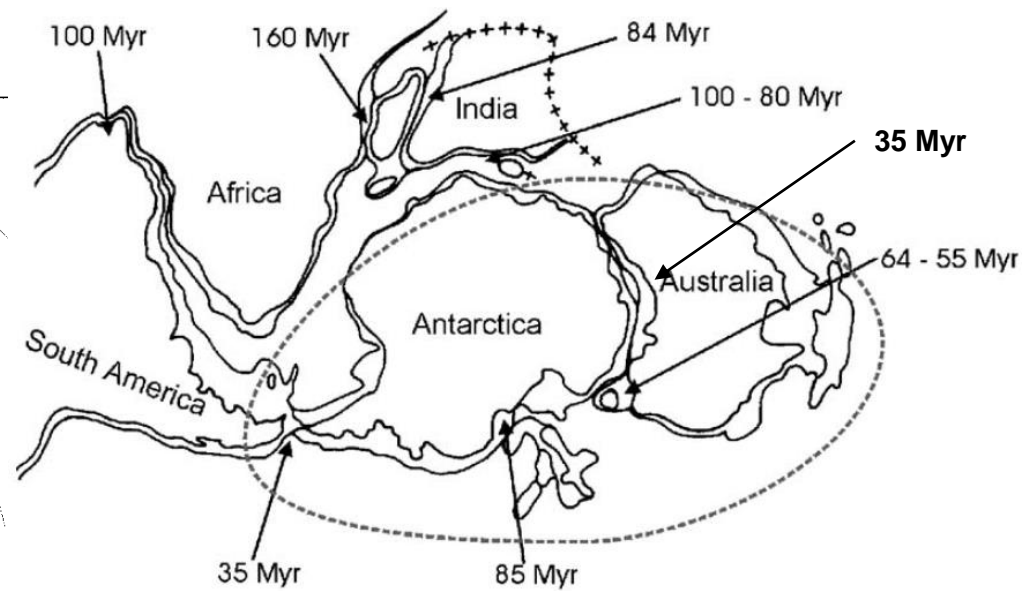 100 Myr
160 Myr
84 Myr
India
100 - 80 Myr
35 Myr
Africa
64 - 55 Myr
Australia
Antarctica
South America
35 Myr
85 Myr